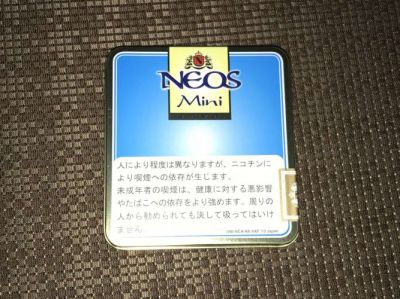 NEOS
Mini
人により程度は異なりますが、ニコチンに
より喫煙への依存が生じます。
未成年者の喫煙は、健康に対する悪影響
やたばこへの依存をより強めます。周りの
人から勧められても決して吸ってはいけ
ません。